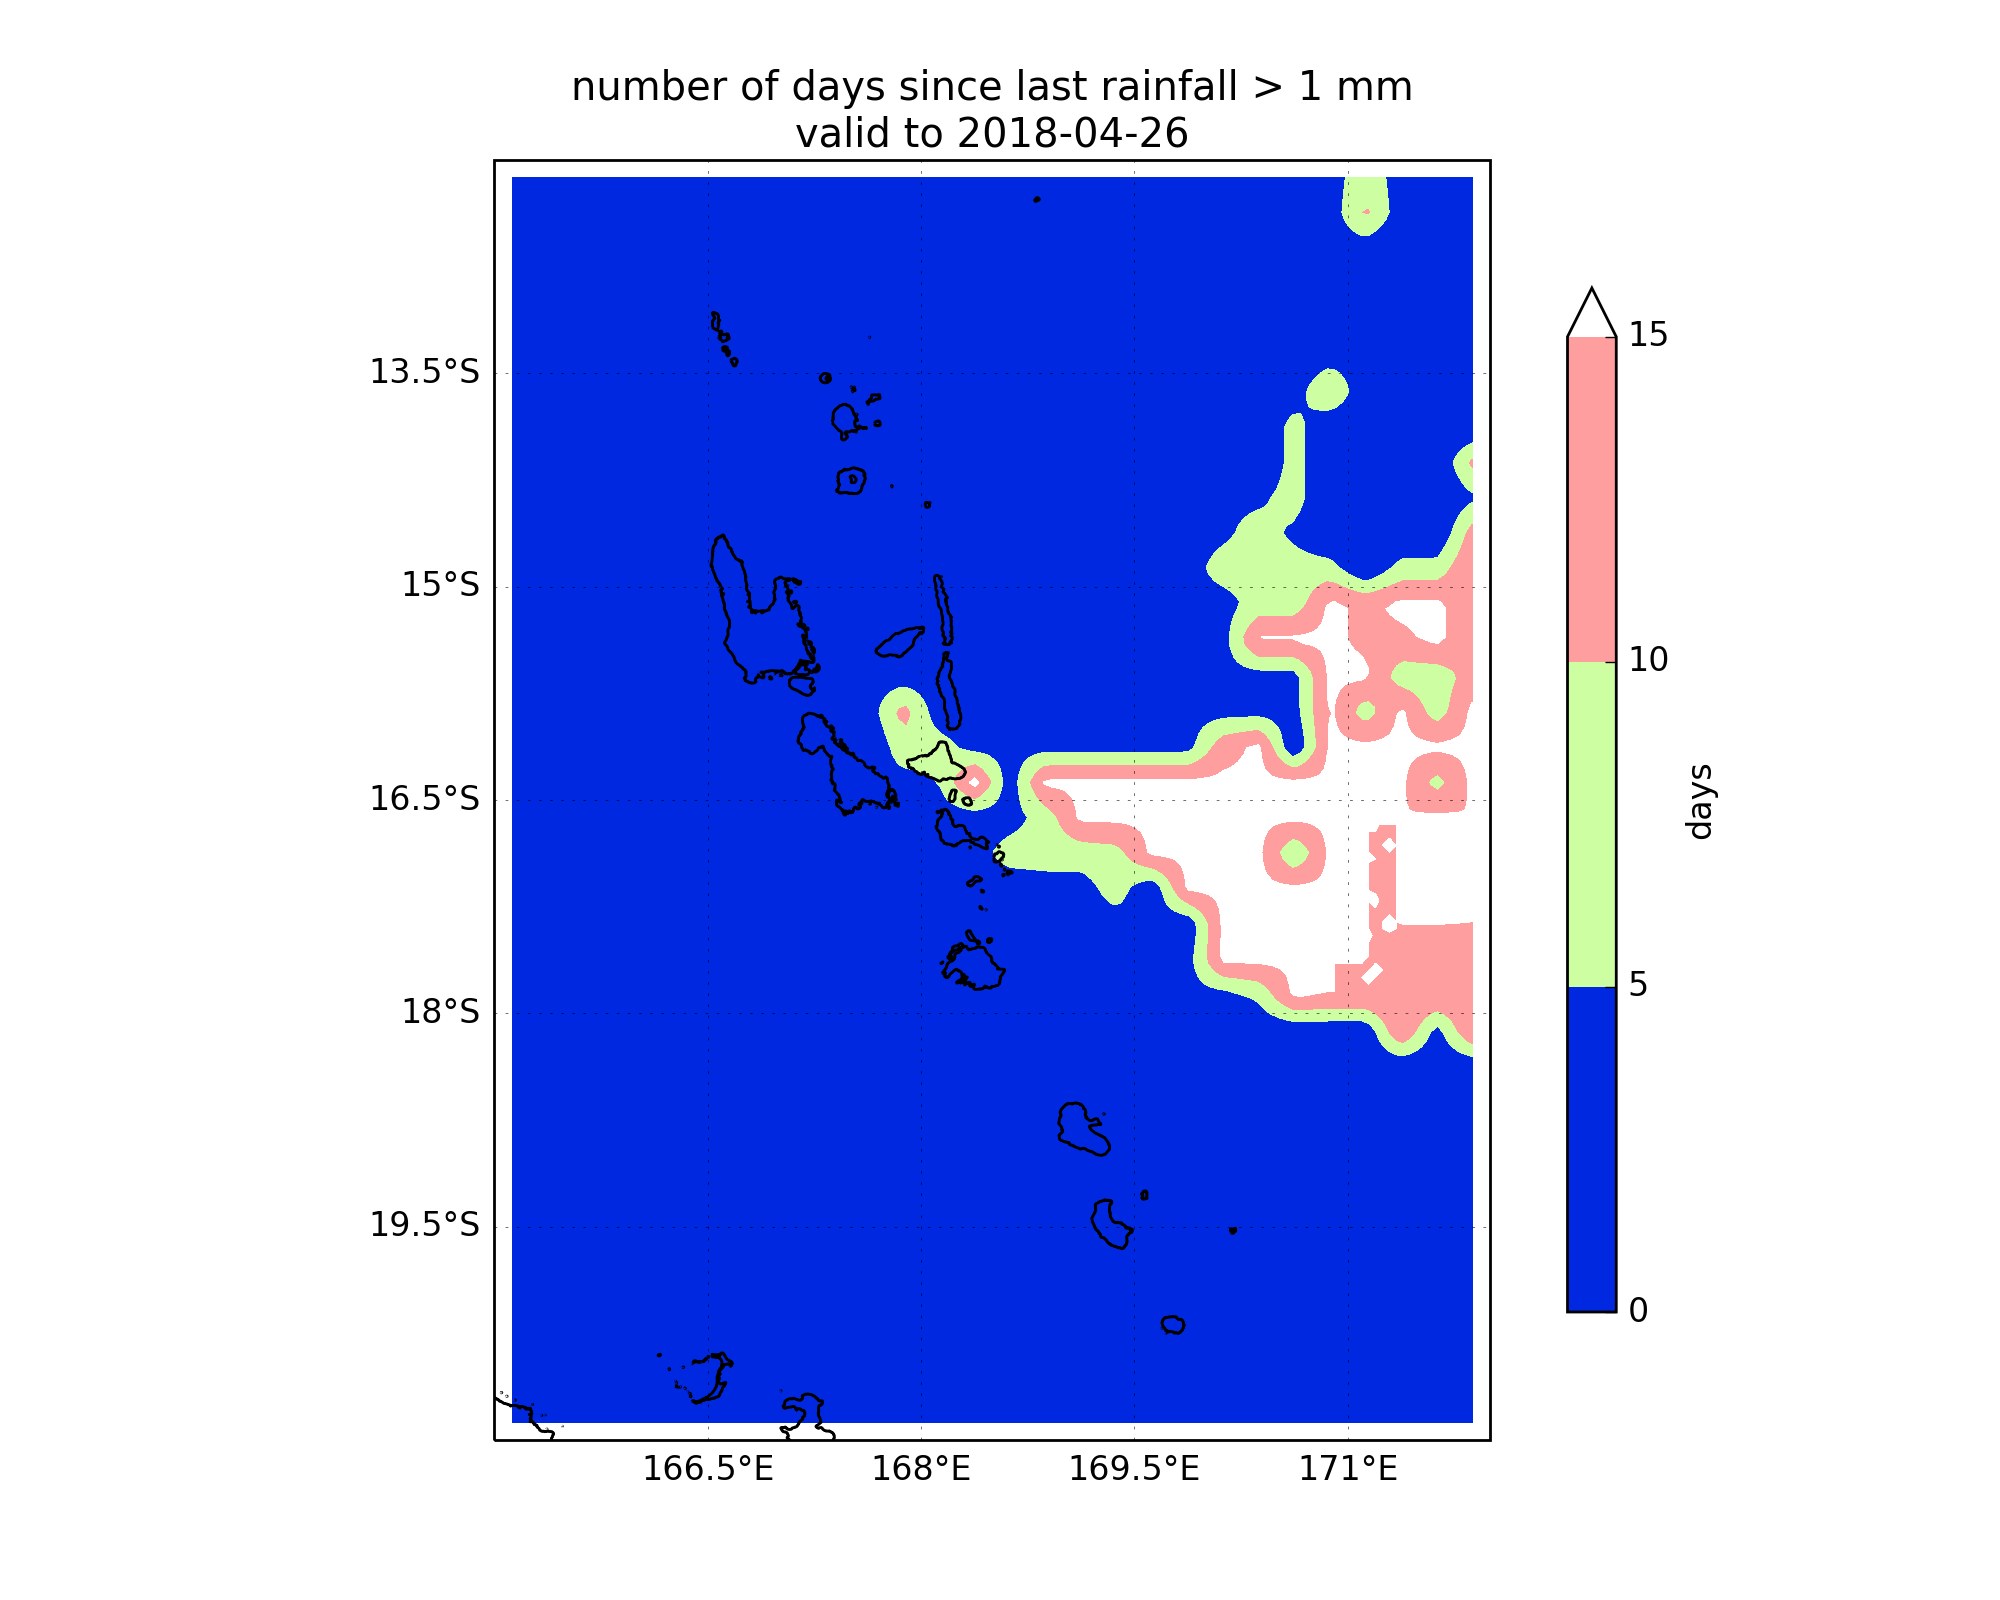 number of days since last rainfall > 1 mm
valid to 2018-04-26
13.5°S
15°S
16.5°S
18°S
19.5°S
166.5°E
168°E
169.5°E
171°E
15
10
5
0
days